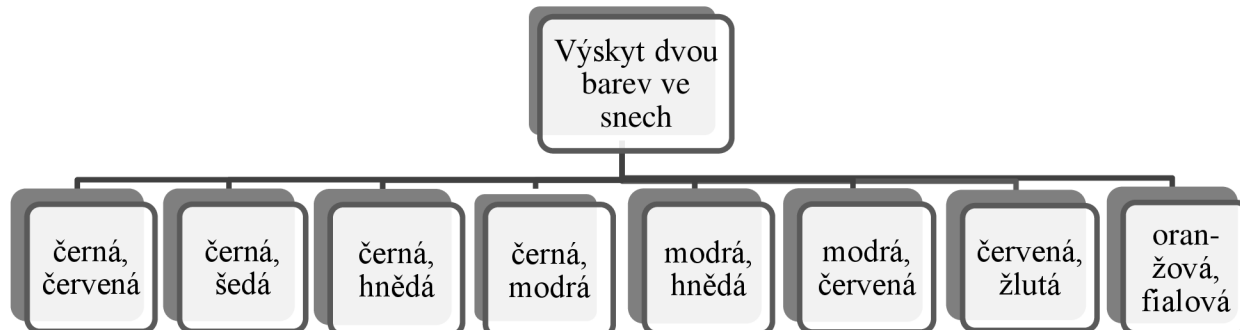 Výskyt dvou
barev ve
snech
černá,
červená
černá,
šedá
černá,
hnědá
černá,
modrá
modrá,
hnědá
modrá,
červená
červená,
žlutá
oran-
žová,
fialová